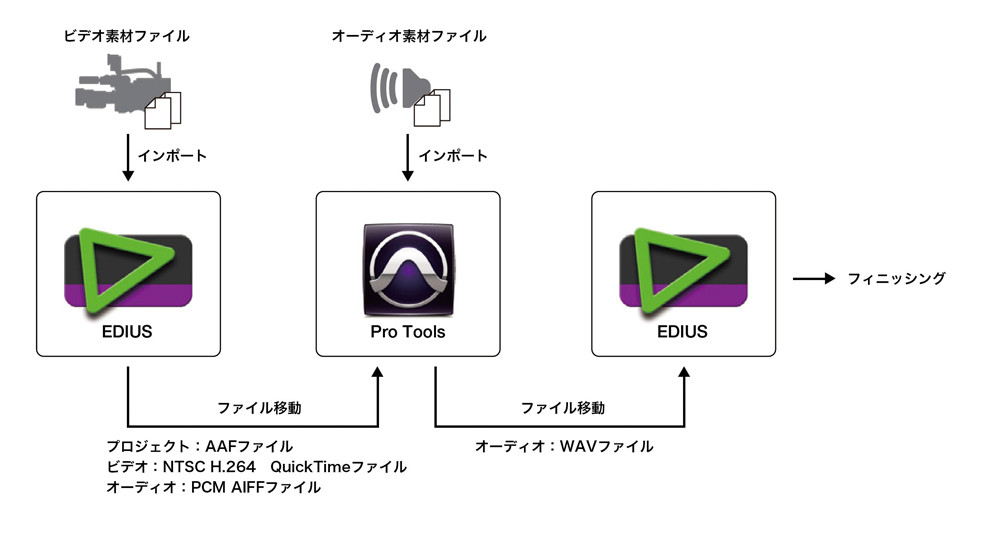 ビデオ素材ファイル
オーディオ素材ファイル
インポート
インポート
EDIUS
Pro Tools
EDIUS
フィニッシング
ファイル移動
ファイル移動
プロジェクト：AAFファイル
ビデオ：NTSC H.264　QuickTimeファイル
オーディオ：PCM AIFFファイル
オーディオ：WAVファイル